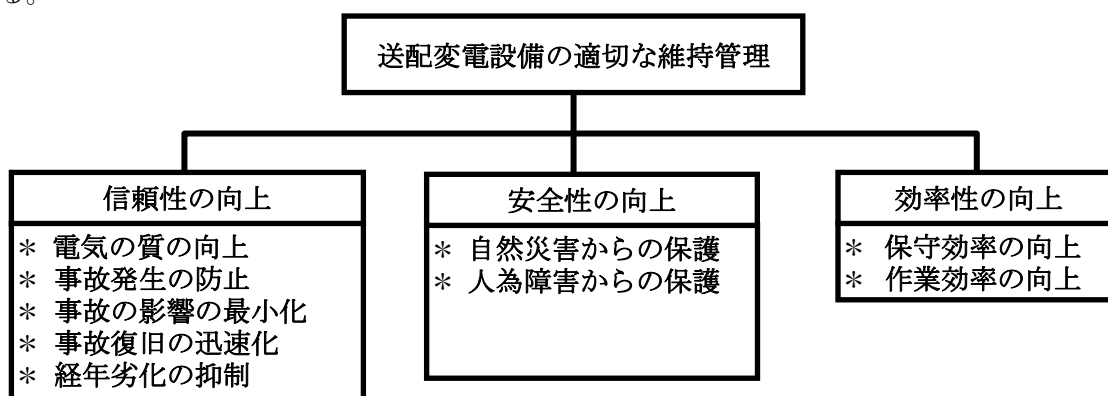 る。
送配変電設備の適切な維持管理
信頼性の向上
* 電気の質の向上
* 事故発生の防止
* 事故の影響の最小化
* 事故復旧の迅速化
* 経年劣化の抑制
安全性の向上
* 自然災害からの保護
* 人為障害からの保護
効率性の向上
* 保守効率の向上
* 作業効率の向上